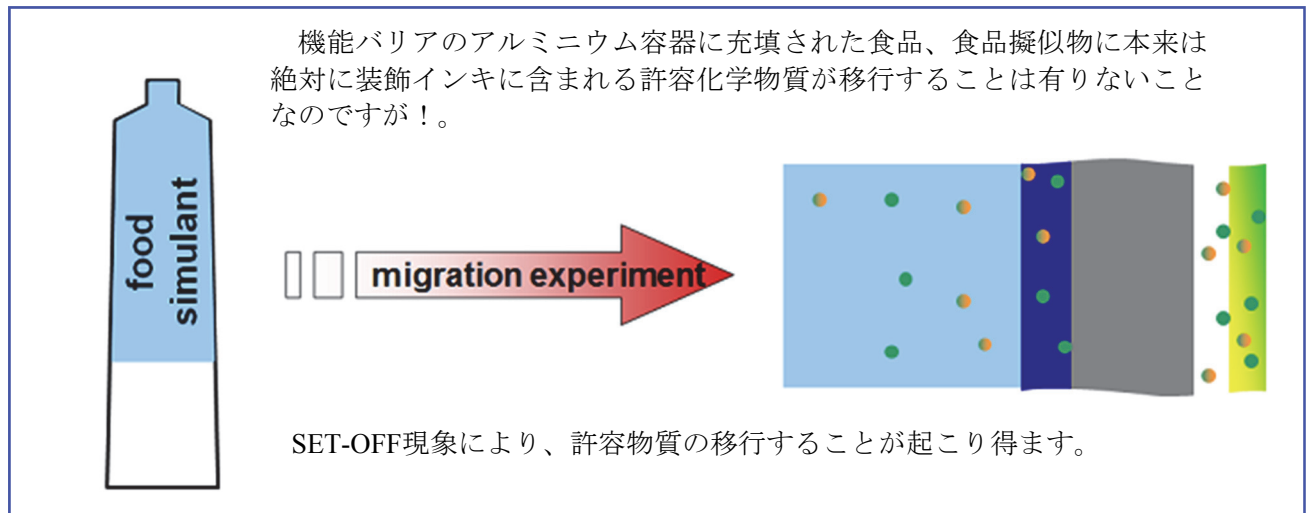 機能バリアのアルミニウム容器に充填された食品、食品擬似物に本来は
絶対に装飾インキに含まれる許容化学物質が移行することは有りないこと
なのですが！。
food
simulant
migration experiment
SET-OFF現象により、許容物質の移行することが起こり得ます。